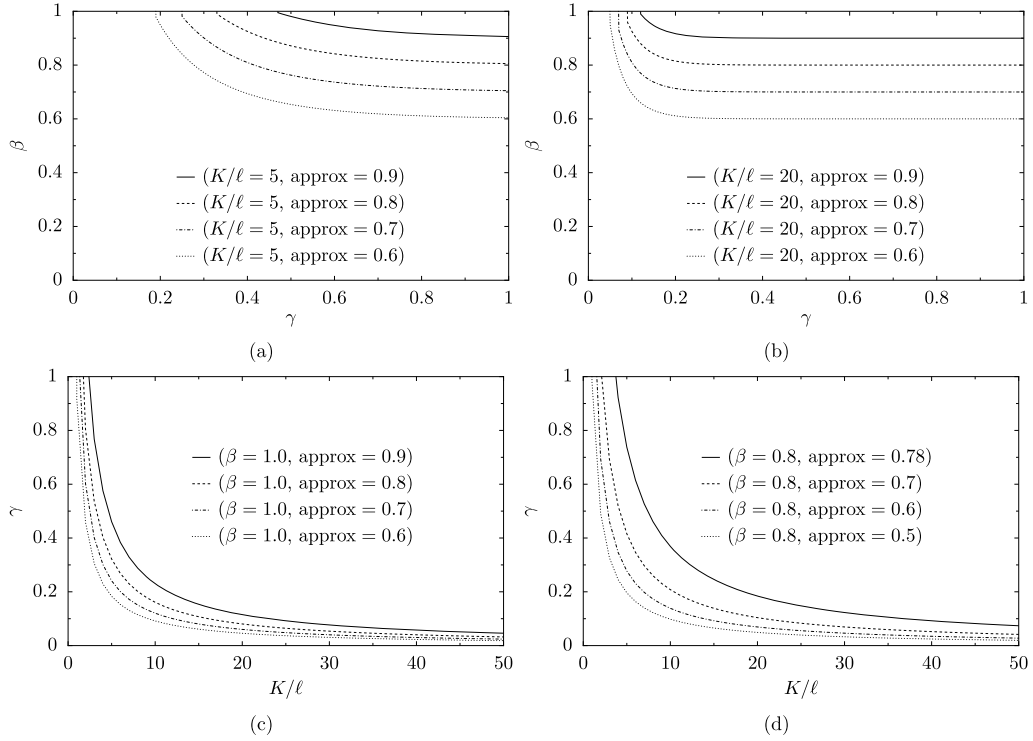 1
0.8
0.6
0.4
0.2
0
β
(K/ℓ = 5, approx = 0.9)
(K/ℓ = 5, approx = 0.8)
(K/ℓ = 5, approx = 0.7)
(K/ℓ = 5, approx = 0.6)
0 0.2 0.4 0.6 0.8 1
γ
(a)
1
0.8
0.6
0.4
0.2
0
β
(K/ℓ = 20, approx = 0.9)
(K/ℓ = 20, approx = 0.8)
(K/ℓ = 20, approx = 0.7)
(K/ℓ = 20, approx = 0.6)
0 0.2 0.4 0.6 0.8 1
γ
(b)
1
0.8
0.6
0.4
0.2
0
γ
(β = 1.0, approx = 0.9)
(β = 1.0, approx = 0.8)
(β = 1.0, approx = 0.7)
(β = 1.0, approx = 0.6)
0 10 20 30 40 50
K/ℓ
(c)
1
0.8
0.6
0.4
0.2
0
γ
(β = 0.8, approx = 0.78)
(β = 0.8, approx = 0.7)
(β = 0.8, approx = 0.6)
(β = 0.8, approx = 0.5)
0 10 20 30 40 50
K/ℓ
(d)